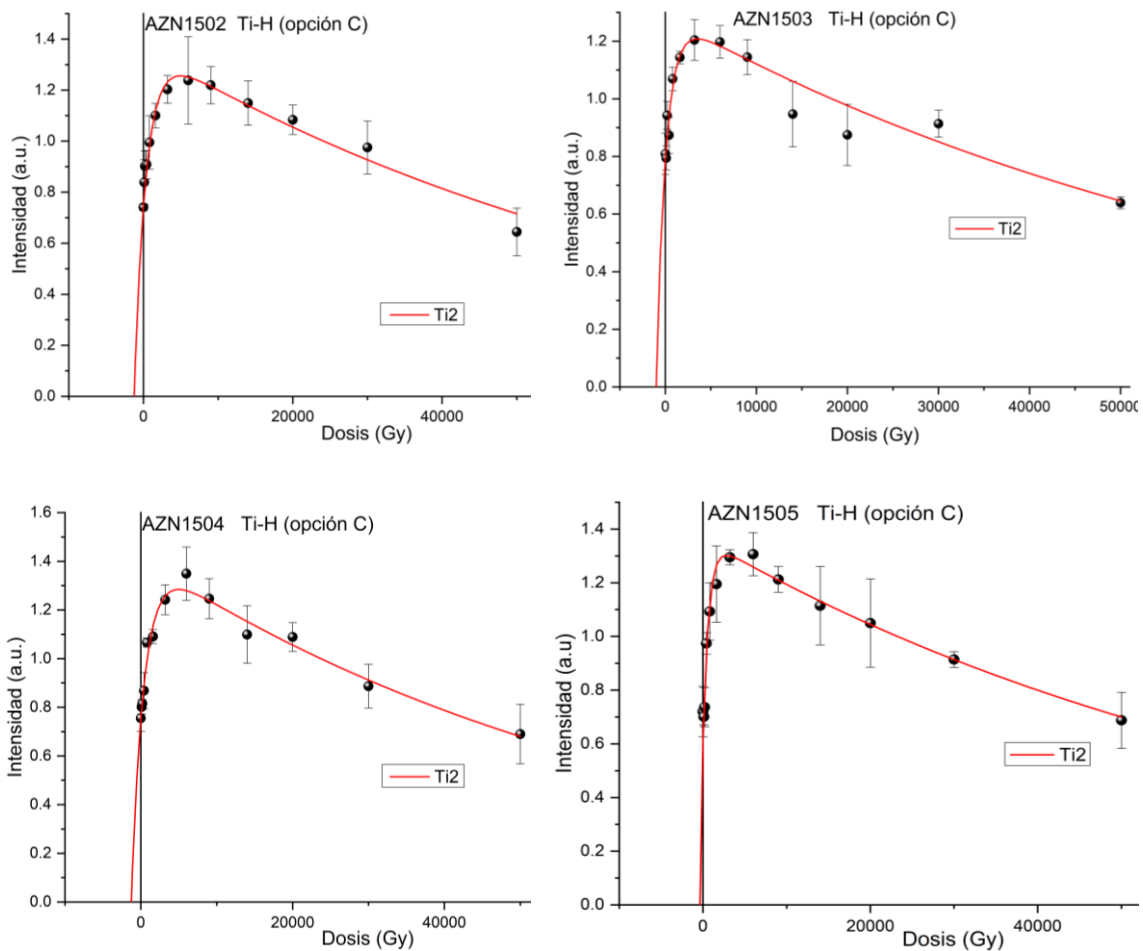 AZN1502 Ti-H (opción C)
Intensidad (a.u.)
1.4
1.2
1.0
0.8
0.6
0.4
0.2
0.0
Ti2
0
20000
40000
Dosis (Gy)
AZN1503 Ti-H (opción C)
Intensidad (a.u.)
1.2
1.0
0.8
0.6
0.4
0.2
0.0
Ti2
0
10000
20000
30000
40000
50000
Dosis (Gy)
AZN1504 Ti-H (opción C)
Intensidad (a.u.)
1.6
1.4
1.2
1.0
0.8
0.6
0.4
0.2
0.0
Ti2
0
20000
40000
Dosis (Gy)
AZN1505 Ti-H (opción C)
Intensidad (a.u)
1.4
1.2
1.0
0.8
0.6
0.4
0.2
0.0
Ti2
0
20000
40000
Dosis (Gy)